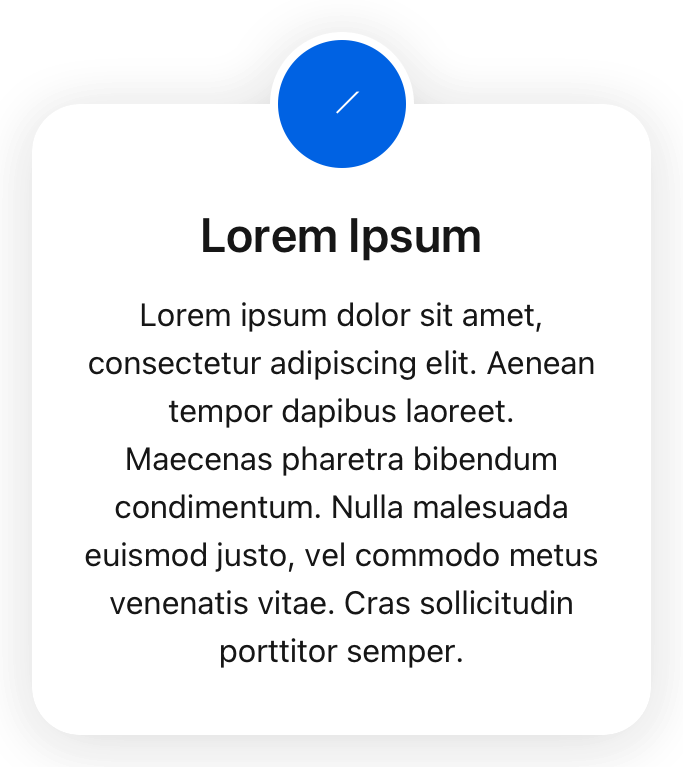 Lorem Ipsum
Lorem ipsum dolor sit amet,
consectetur adipiscing elit. Aenean
tempor dapibus laoreet.
Maecenas pharetra bibendum
condimentum. Nulla malesuada
euismod justo, vel commodo metus
venenatis vitae. Cras sollicitudin
porttitor semper.